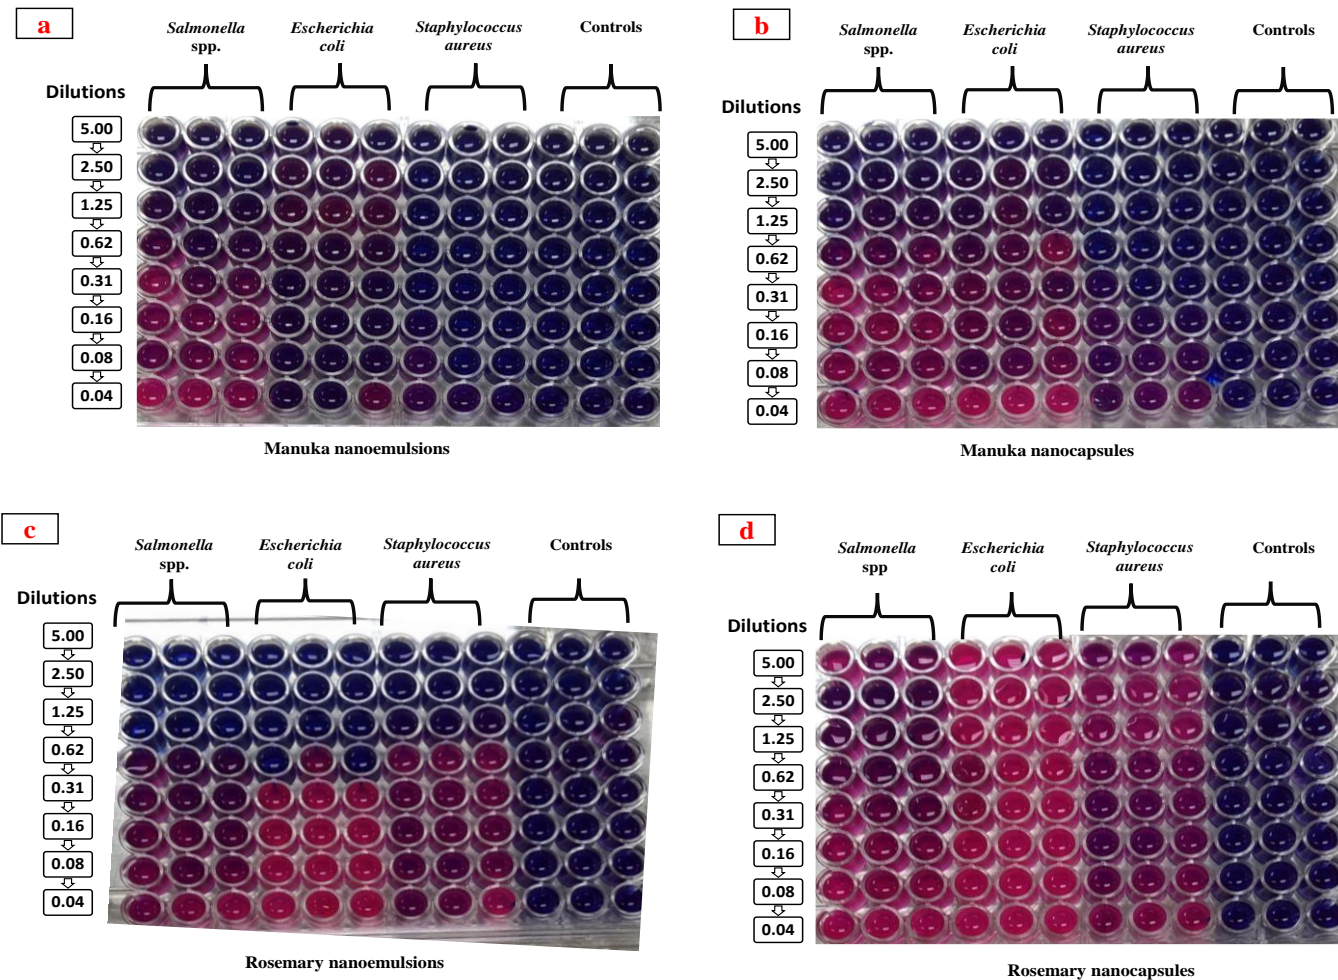 a
Salmonella
spp.
Escherichia
coli
Staphylococcus
aureus
Controls
Dilutions
5.00
2.50
1.25
0.62
0.31
0.16
0.08
0.04
Manuka nanoemulsions
b
Salmonella
spp.
Escherichia
coli
Staphylococcus
aureus
Controls
Dilutions
5.00
2.50
1.25
0.62
0.31
0.16
0.08
0.04
Manuka nanocapsules
c
Salmonella
spp.
Escherichia
coli
Staphylococcus
aureus
Controls
Dilutions
5.00
2.50
1.25
0.62
0.31
0.16
0.08
0.04
Rosemary nanoemulsions
d
Salmonella
spp
Escherichia
coli
Staphylococcus
aureus
Controls
Dilutions
5.00
2.50
1.25
0.62
0.31
0.16
0.08
0.04
Rosemary nanocapsules